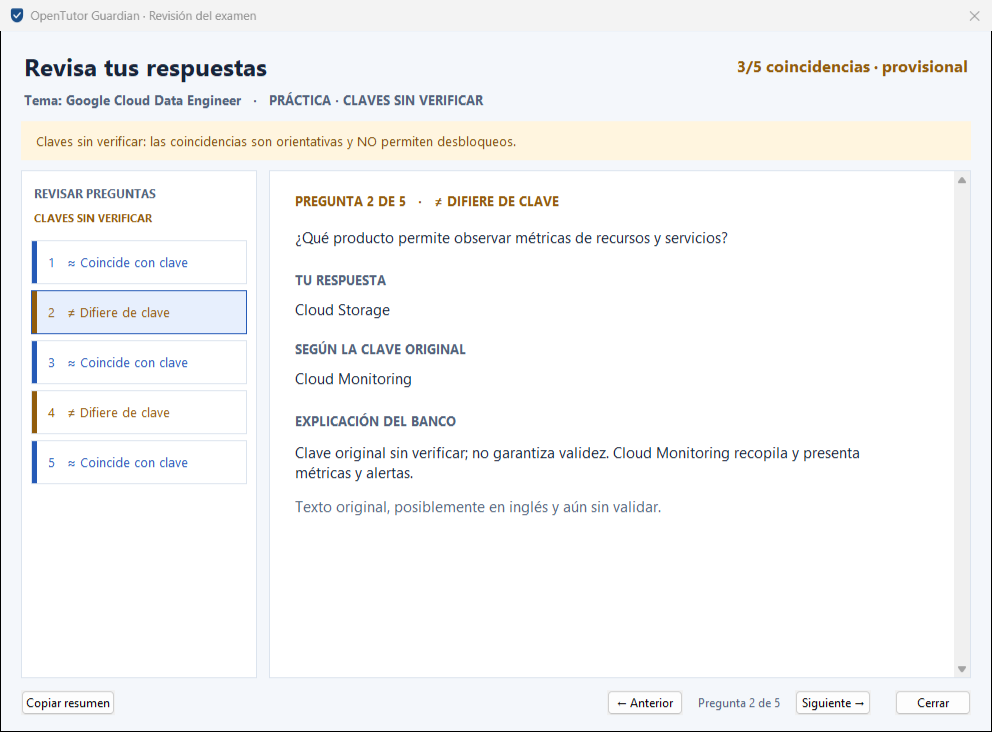 OpenTutor Guardian · Revisión del examen
Revisa tus respuestas
3/5 coincidencias · provisional
Tema: Google Cloud Data Engineer · PRÁCTICA · CLAVES SIN VERIFICAR
Claves sin verificar: las coincidencias son orientativas y NO permiten desbloqueos.
REVISAR PREGUNTAS
CLAVES SIN VERIFICAR
1 ≈ Coincide con clave
2 ≠ Difiere de clave
3 ≈ Coincide con clave
4 ≠ Difiere de clave
5 ≈ Coincide con clave
PREGUNTA 2 DE 5 · ≠ DIFIERE DE CLAVE
¿Qué producto permite observar métricas de recursos y servicios?
TU RESPUESTA
Cloud Storage
SEGÚN LA CLAVE ORIGINAL
Cloud Monitoring
EXPLICACIÓN DEL BANCO
Clave original sin verificar; no garantiza validez. Cloud Monitoring recopila y presenta
métricas y alertas.
Texto original, posiblemente en inglés y aún sin validar.
Copiar resumen
← Anterior
Pregunta 2 de 5
Siguiente →
Cerrar